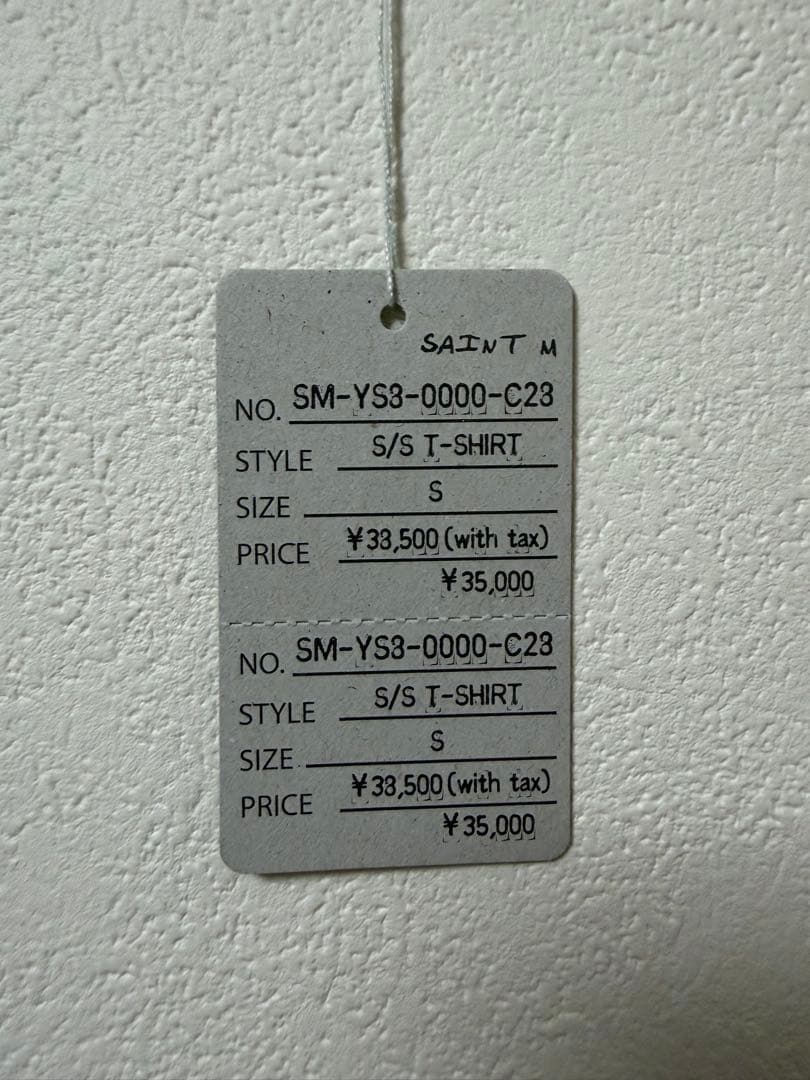 SAINT M
NO. SM-YS8-0000-C23
STYLE S/S T-SHIRT
SIZE S
PRICE ¥38,500(with tax)
¥35,000
NO. SM-YS8-0000-C23
STYLE S/S T-SHIRT
SIZE S
PRICE ¥38,500(with tax)
¥35,000